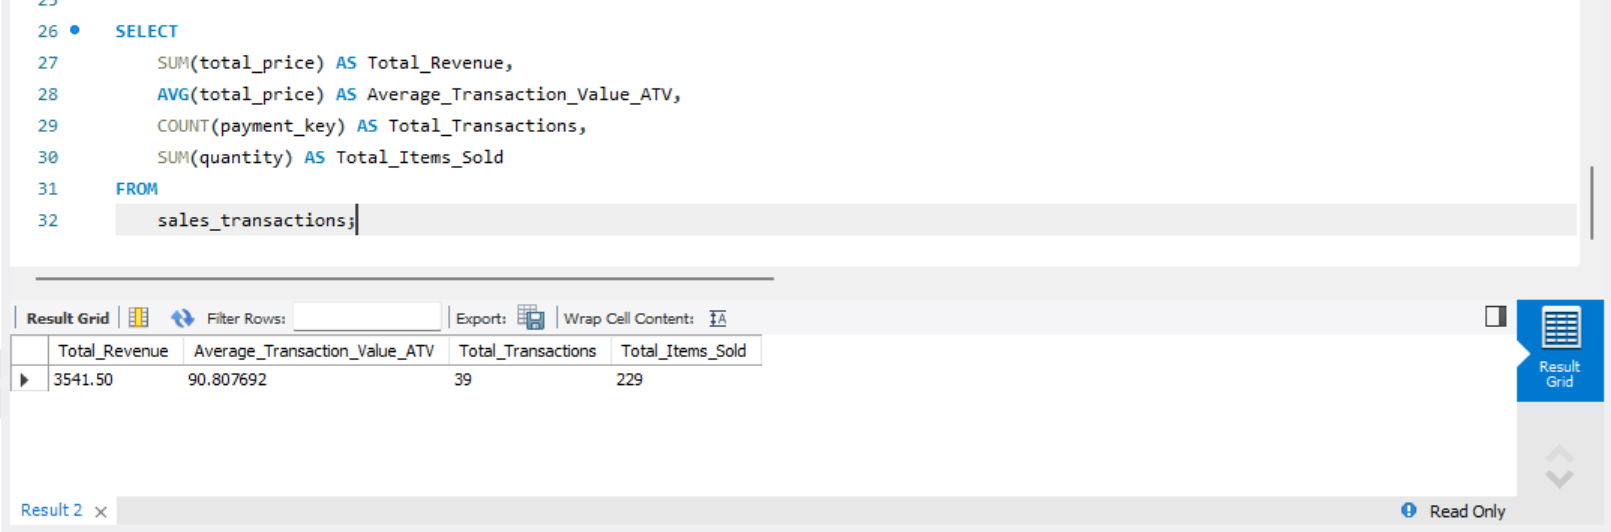 25
26 SELECT
27 SUM(total_price) AS Total_Revenue,
28 AVG(total_price) AS Average_Transaction_Value_ATV,
29 COUNT(payment_key) AS Total_Transactions,
30 SUM(quantity) AS Total_Items_Sold
31 FROM
32 sales_transactions;
Result Grid Filter Rows: Export: Wrap Cell Content: IA
Total_Revenue Average_Transaction_Value_ATV Total_Transactions Total_Items_Sold
3541.50 90.807692 39 229
Result
Grid
Result 2 × Read Only